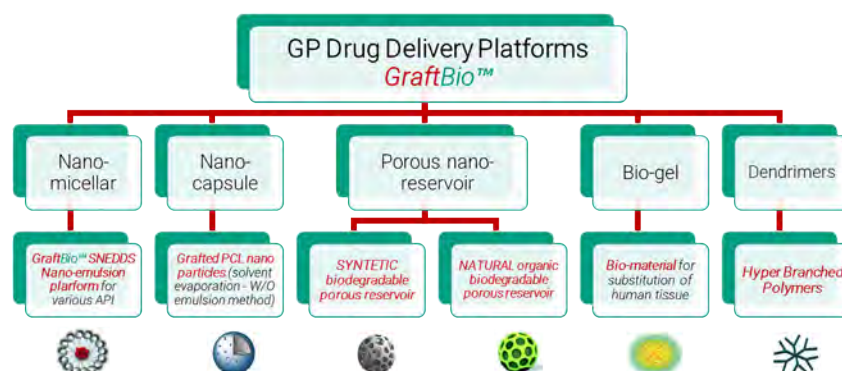 GP Drug Delivery Platforms
GraftBio™
Nano-
micellar
Nano-
capsule
Porous nano-
reservoir
Bio-gel
Dendrimers
GraftBio™ SNEDDS
Nano-emulsion
plarform for
various API
Grafted PCL nano
particles (solvent
evaporation - W/O
emulsion method)
SYNTETIC
biodegradable
porous reservoir
NATURAL organic
biodegradable
porous reservoir
Bio-material for
substitution of
human tissue
Hyper Branched
Polymers